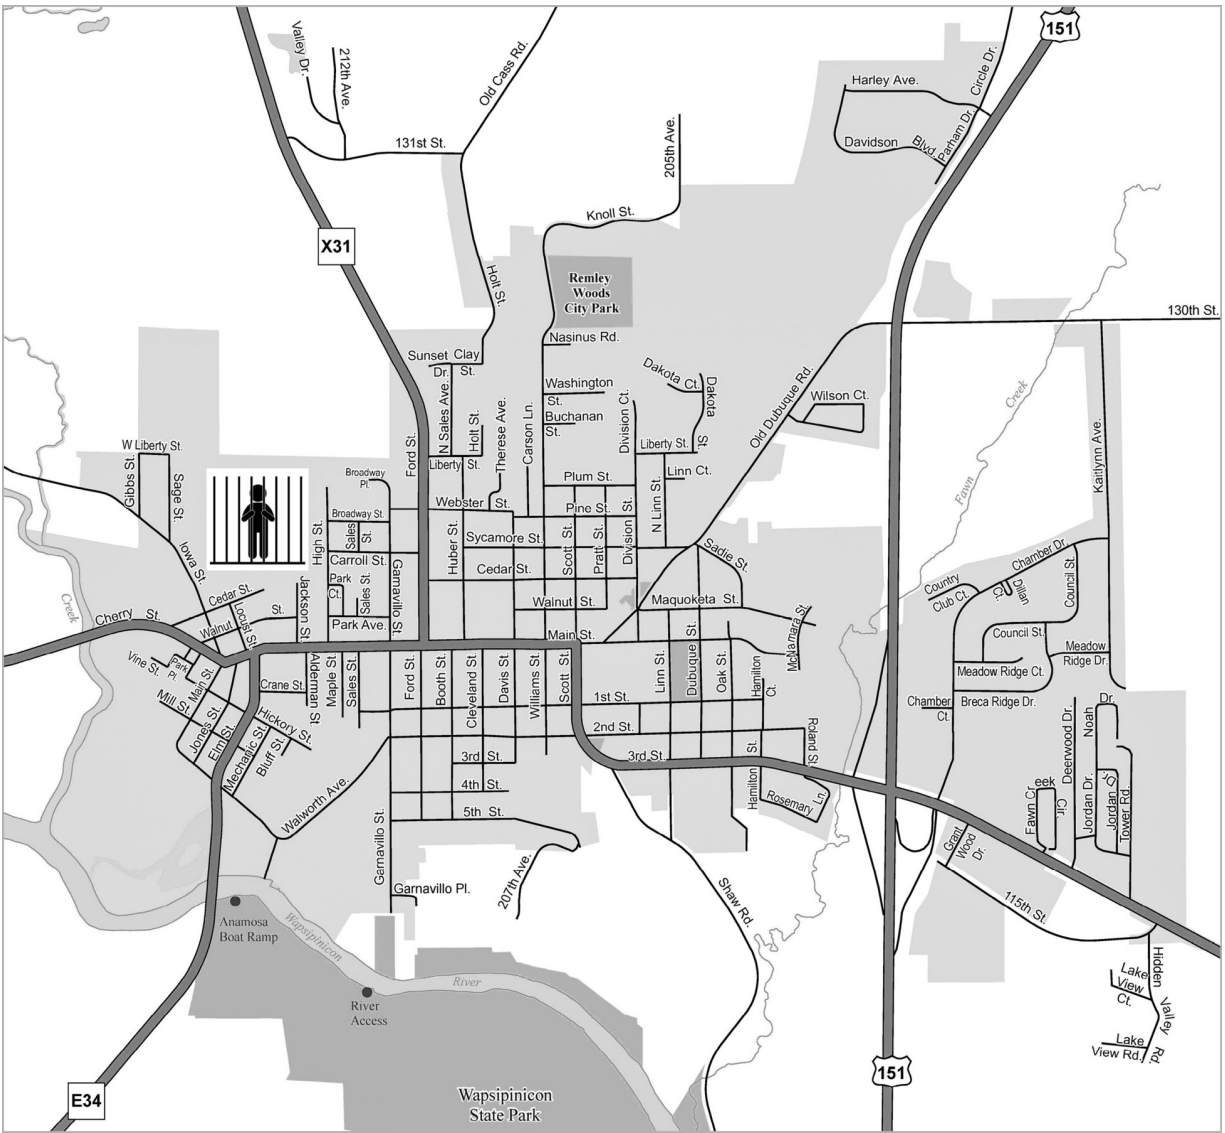 151
Valley Dr.
212th Ave.
Old Cass Rd.
Circle Dr.
Harley Ave.
Parham Dr.
Davidson
Blvd.
131st St.
205th Ave.
Knoll St.
X31
Holt St.
Remley
Woods
City Park
130th St.
Nasinus Rd.
Sunset
Dr.
Clay
St.
Dakota Ct.
Dakota
St.
Washington
St.
Old Dubuque Rd.
Wilson Ct.
Creek
Fawn
N Sales Ave.
Holt St.
Therese Ave.
Carson Ln.
Buchanan
St.
Division Ct.
Liberty St.
Kaitlynn Ave.
W Liberty St.
Gibbs St.
Sage St.
Ford St.
Liberty St.
Linn Ct.
Broadway
Pl.
Plum St.
N Linn St.
Webster St.
Pine St.
Broadway St.
High St.
Sales
St.
Huber St.
Sycamore St.
Scott St.
Pratt St.
Division St.
Iowa St.
Carroll St.
Cedar St.
Sadie St.
Chamber Dr.
Park
Ct.
Sales St.
Garnavillo St.
Country
Club Ct.
Dillan
Ct.
Council St.
Creek
Cedar St.
Jackson St.
Walnut St.
Maquoketa St.
Cherry St.
Walnut St.
Locust St.
Park Ave.
Main St.
McNamara St.
Council St.
Meadow
Ridge Dr.
Vine St.
Park
Pl.
Main St.
Crane St.
Alderman St.
Maple St.
Sales St.
Ford St.
Booth St.
Cleveland St.
Davis St.
Williams St.
Scott St.
Linn St.
Dubuque St.
Oak St.
Hamilton
Ct.
Meadow Ridge Ct.
Mill St.
1st St.
Chamber
Ct.
Breca Ridge Dr.
Jones St.
Elm St.
Hickory St.
Mechanic St.
Bluff St.
2nd St.
Roland St.
Deerwood Dr.
Noah
Dr.
3rd St.
3rd St.
Hamilton St.
4th St.
Rosemary Ln.
Fawn Creek
Cir.
Jordan Dr.
Jordan
Dr.
Tower Rd.
Walworth Ave.
5th St.
Garnavillo St.
Grant
Wood
Dr.
207th Ave.
Garnavillo Pl.
Shaw Rd.
115th St.
Anamosa
Boat Ramp
Wapsipinicon
River
River
Access
Hidden
Valley
Rd.
Lake
View
Ct.
Lake
View Rd.
151
E34
Wapsipinicon
State Park